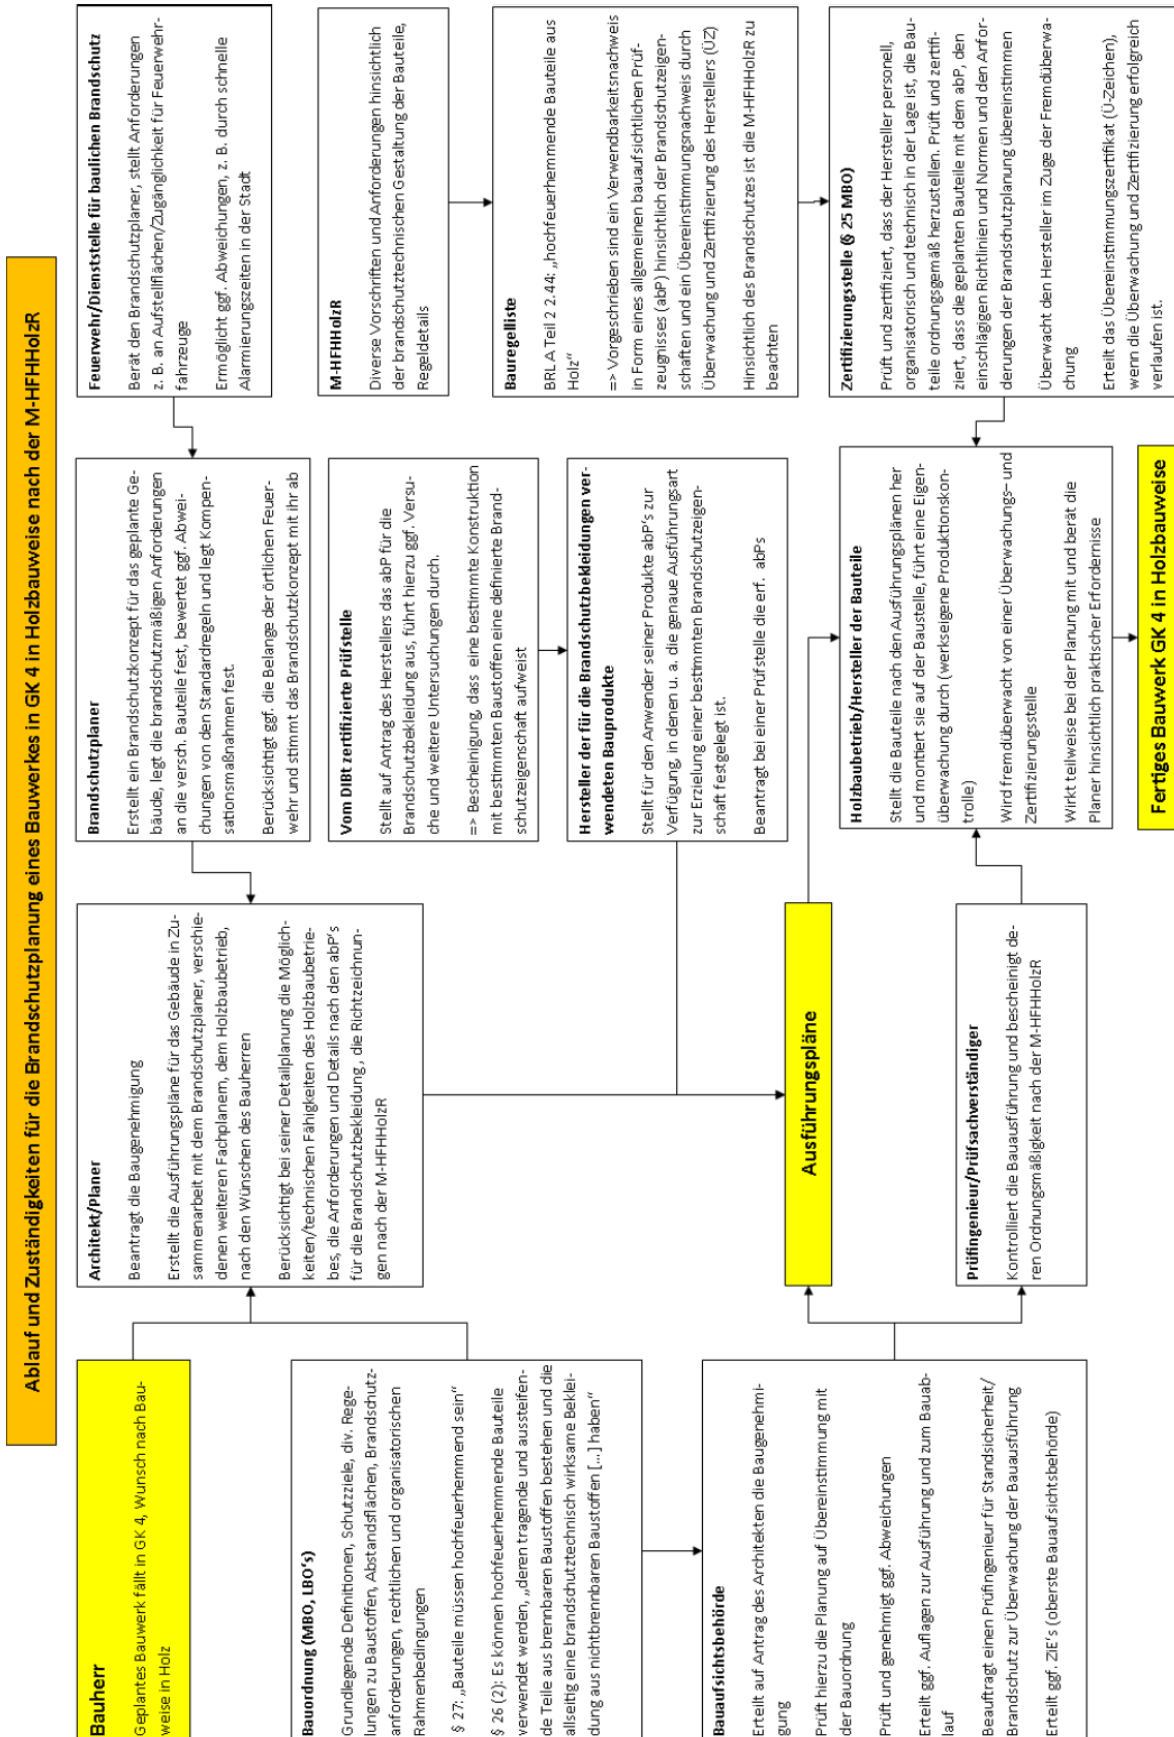 Ablauf und Zuständigkeiten für die Brandschutzplanung eines Bauwerkes in GK 4 in Holzbauweise nach der M-HFHHolzR
Bauherr
Geplantes Bauwerk fällt in GK 4, Wunsch nach Bau-
weise in Holz
Bauordnung (MBO, LBO's)
Grundlegende Definitionen, Schutzziele, div. Rege-
lungen zu Baustoffen, Abstandsflächen, Brandschutz-
anforderungen, rechtlichen und organisatorischen
Rahmenbedingungen
§ 27: „Bauteile müssen hochfeuerhemmend sein“
§ 26 (2): Es können hochfeuerhemmende Bauteile
verwendet werden, „deren tragende und aussteifen-
de Teile aus brennbaren Baustoffen bestehen und die
allseitig eine brandschutztechnisch wirksame Beklei-
dung aus nichtbrennbaren Baustoffen [...] haben“
Bauaufsichtsbehörde
Erteilt auf Antrag des Architekten die Baugenehmi-
gung
Prüft hierzu die Planung auf Übereinstimmung mit
der Bauordnung
Prüft und genehmigt ggf. Abweichungen
Erteilt ggf. Auflagen zur Ausführung und zum Bauab-
lauf
Beauftragt einen Prüfingenieur für Standsicherheit/
Brandschutz zur Überwachung der Bauausführung
Erteilt ggf. ZiE's (oberste Bauaufsichtsbehörde)
Architekt/Planer
Beantragt die Baugenehmigung
Erstellt die Ausführungspläne für das Gebäude in Zu-
sammenarbeit mit dem Brandschutzplaner, verschie-
denen weiteren Fachplanern, dem Holzbaubetrieb,
nach den Wünschen des Bauherren
Berücksichtigt bei seiner Detailplanung die Möglich-
keiten/technischen Fähigkeiten des Holzbaubetrie-
bes, die Anforderungen und Details nach den abP's
für die Brandschutzbekleidung, die Richtzeichnun-
gen nach der M-HFHHolzR
Ausführungspläne
Prüfingenieur/Prüfsachverständiger
Kontrolliert die Bauausführung und bescheinigt de-
ren Ordnungsmäßigkeit nach der M-HFHHolzR
Brandschutzplaner
Erstellt ein Brandschutzkonzept für das geplante Ge-
bäude, legt die brandschutzmäßigen Anforderungen
an die versch. Bauteile fest, bewertet ggf. Abwei-
chungen von den Standardregeln und legt Kompen-
sationsmaßnahmen fest.
Berücksichtigt ggf. die Belange der örtlichen Feuer-
wehr und stimmt das Brandschutzkonzept mit ihr ab
Vom DIBt zertifizierte Prüfstelle
Stellt auf Antrag des Herstellers das abP für die
Brandschutzbekleidung aus, führt hierzu ggf. Versu-
che und weitere Untersuchungen durch.
=> Bescheinigung, dass eine bestimmte Konstruktion
mit bestimmten Baustoffen eine definierte Brand-
schutzeigenschaft aufweist
Hersteller der für die Brandschutzbekleidungen ver-
wendeten Bauprodukte
Stellt für den Anwender seiner Produkte abP's zur
Verfügung, in denen u. a. die genaue Ausführungsart
zur Erzielung einer bestimmten Brandschutzeigen-
schaft festgelegt ist.
Beantragt bei einer Prüfstelle die erf. abPs
Holzbaubetrieb/Hersteller der Bauteile
Stellt die Bauteile nach den Ausführungsplänen her
und montiert sie auf der Baustelle, führt eine Eigen-
überwachung durch (werkseigene Produktionskon-
trolle)
Wird fremdüberwacht von einer Überwachungs- und
Zertifizierungsstelle
Wirkt teilweise bei der Planung mit und berät die
Planer hinsichtlich praktischer Erfordernisse
Fertiges Bauwerk GK 4 in Holzbauweise
Feuerwehr/Dienststelle für baulichen Brandschutz
Berät den Brandschutzplaner, stellt Anforderungen
z. B. an Aufstellflächen/Zugänglichkeit für Feuerwehr-
fahrzeuge
Ermöglicht ggf. Abweichungen, z. B. durch schnelle
Alarmierungszeiten in der Stadt
M-HFHHolzR
Diverse Vorschriften und Anforderungen hinsichtlich
der brandschutztechnischen Gestaltung der Bauteile,
Regeldetails
Bauregelliste
BRL A Teil 2 2.44: „hochfeuerhemmende Bauteile aus
Holz“
=> Vorgeschrieben sind ein Verwendbarkeitsnachweis
in Form eines allgemeinen bauaufsichtlichen Prüf-
zeugnisses (abP) hinsichtlich der Brandschutzeigen-
schaften und ein Übereinstimmungsnachweis durch
Überwachung und Zertifizierung des Herstellers (ÜZ)
Hinsichtlich des Brandschutzes ist die M-HFHHolzR zu
beachten
Zertifizierungsstelle (§ 25 MBO)
Prüft und zertifiziert, dass der Hersteller personell,
organisatorisch und technisch in der Lage ist, die Bau-
teile ordnungsgemäß herzustellen. Prüft und zertifi-
ziert, dass die geplanten Bauteile mit dem abP, den
einschlägigen Richtlinien und Normen und den Anfor-
derungen der Brandschutzplanung übereinstimmen
Überwacht den Hersteller im Zuge der Fremdüberwa-
chung
Erteilt das Übereinstimmungszertifikat (Ü-Zeichen),
wenn die Überwachung und Zertifizierung erfolgreich
verlaufen ist.